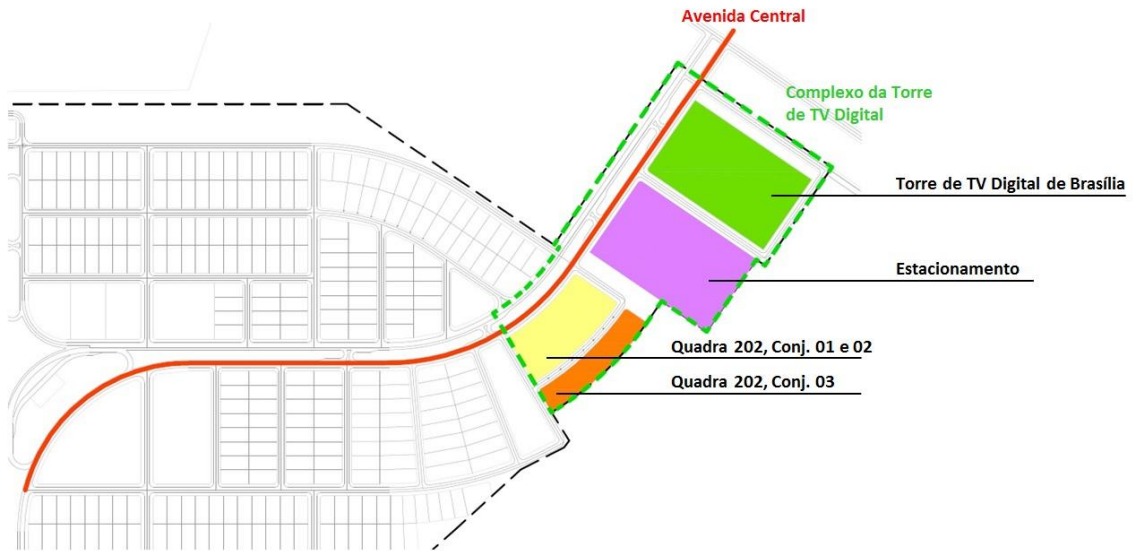 Avenida Central
Complexo da Torre
de TV Digital
Torre de TV Digital de Brasília
Estacionamento
Quadra 202, Conj. 01 e 02
Quadra 202, Conj. 03